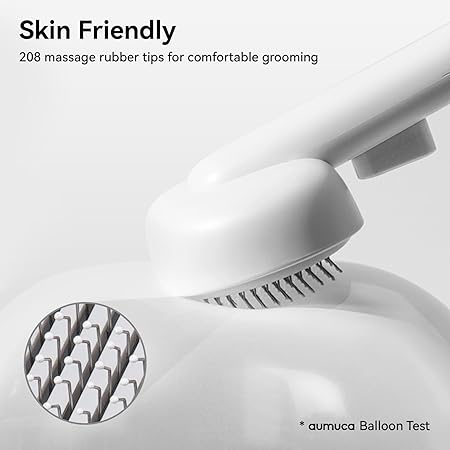 Skin Friendly
208 massage rubber tips for comfortable grooming
* aumuca Balloon Test